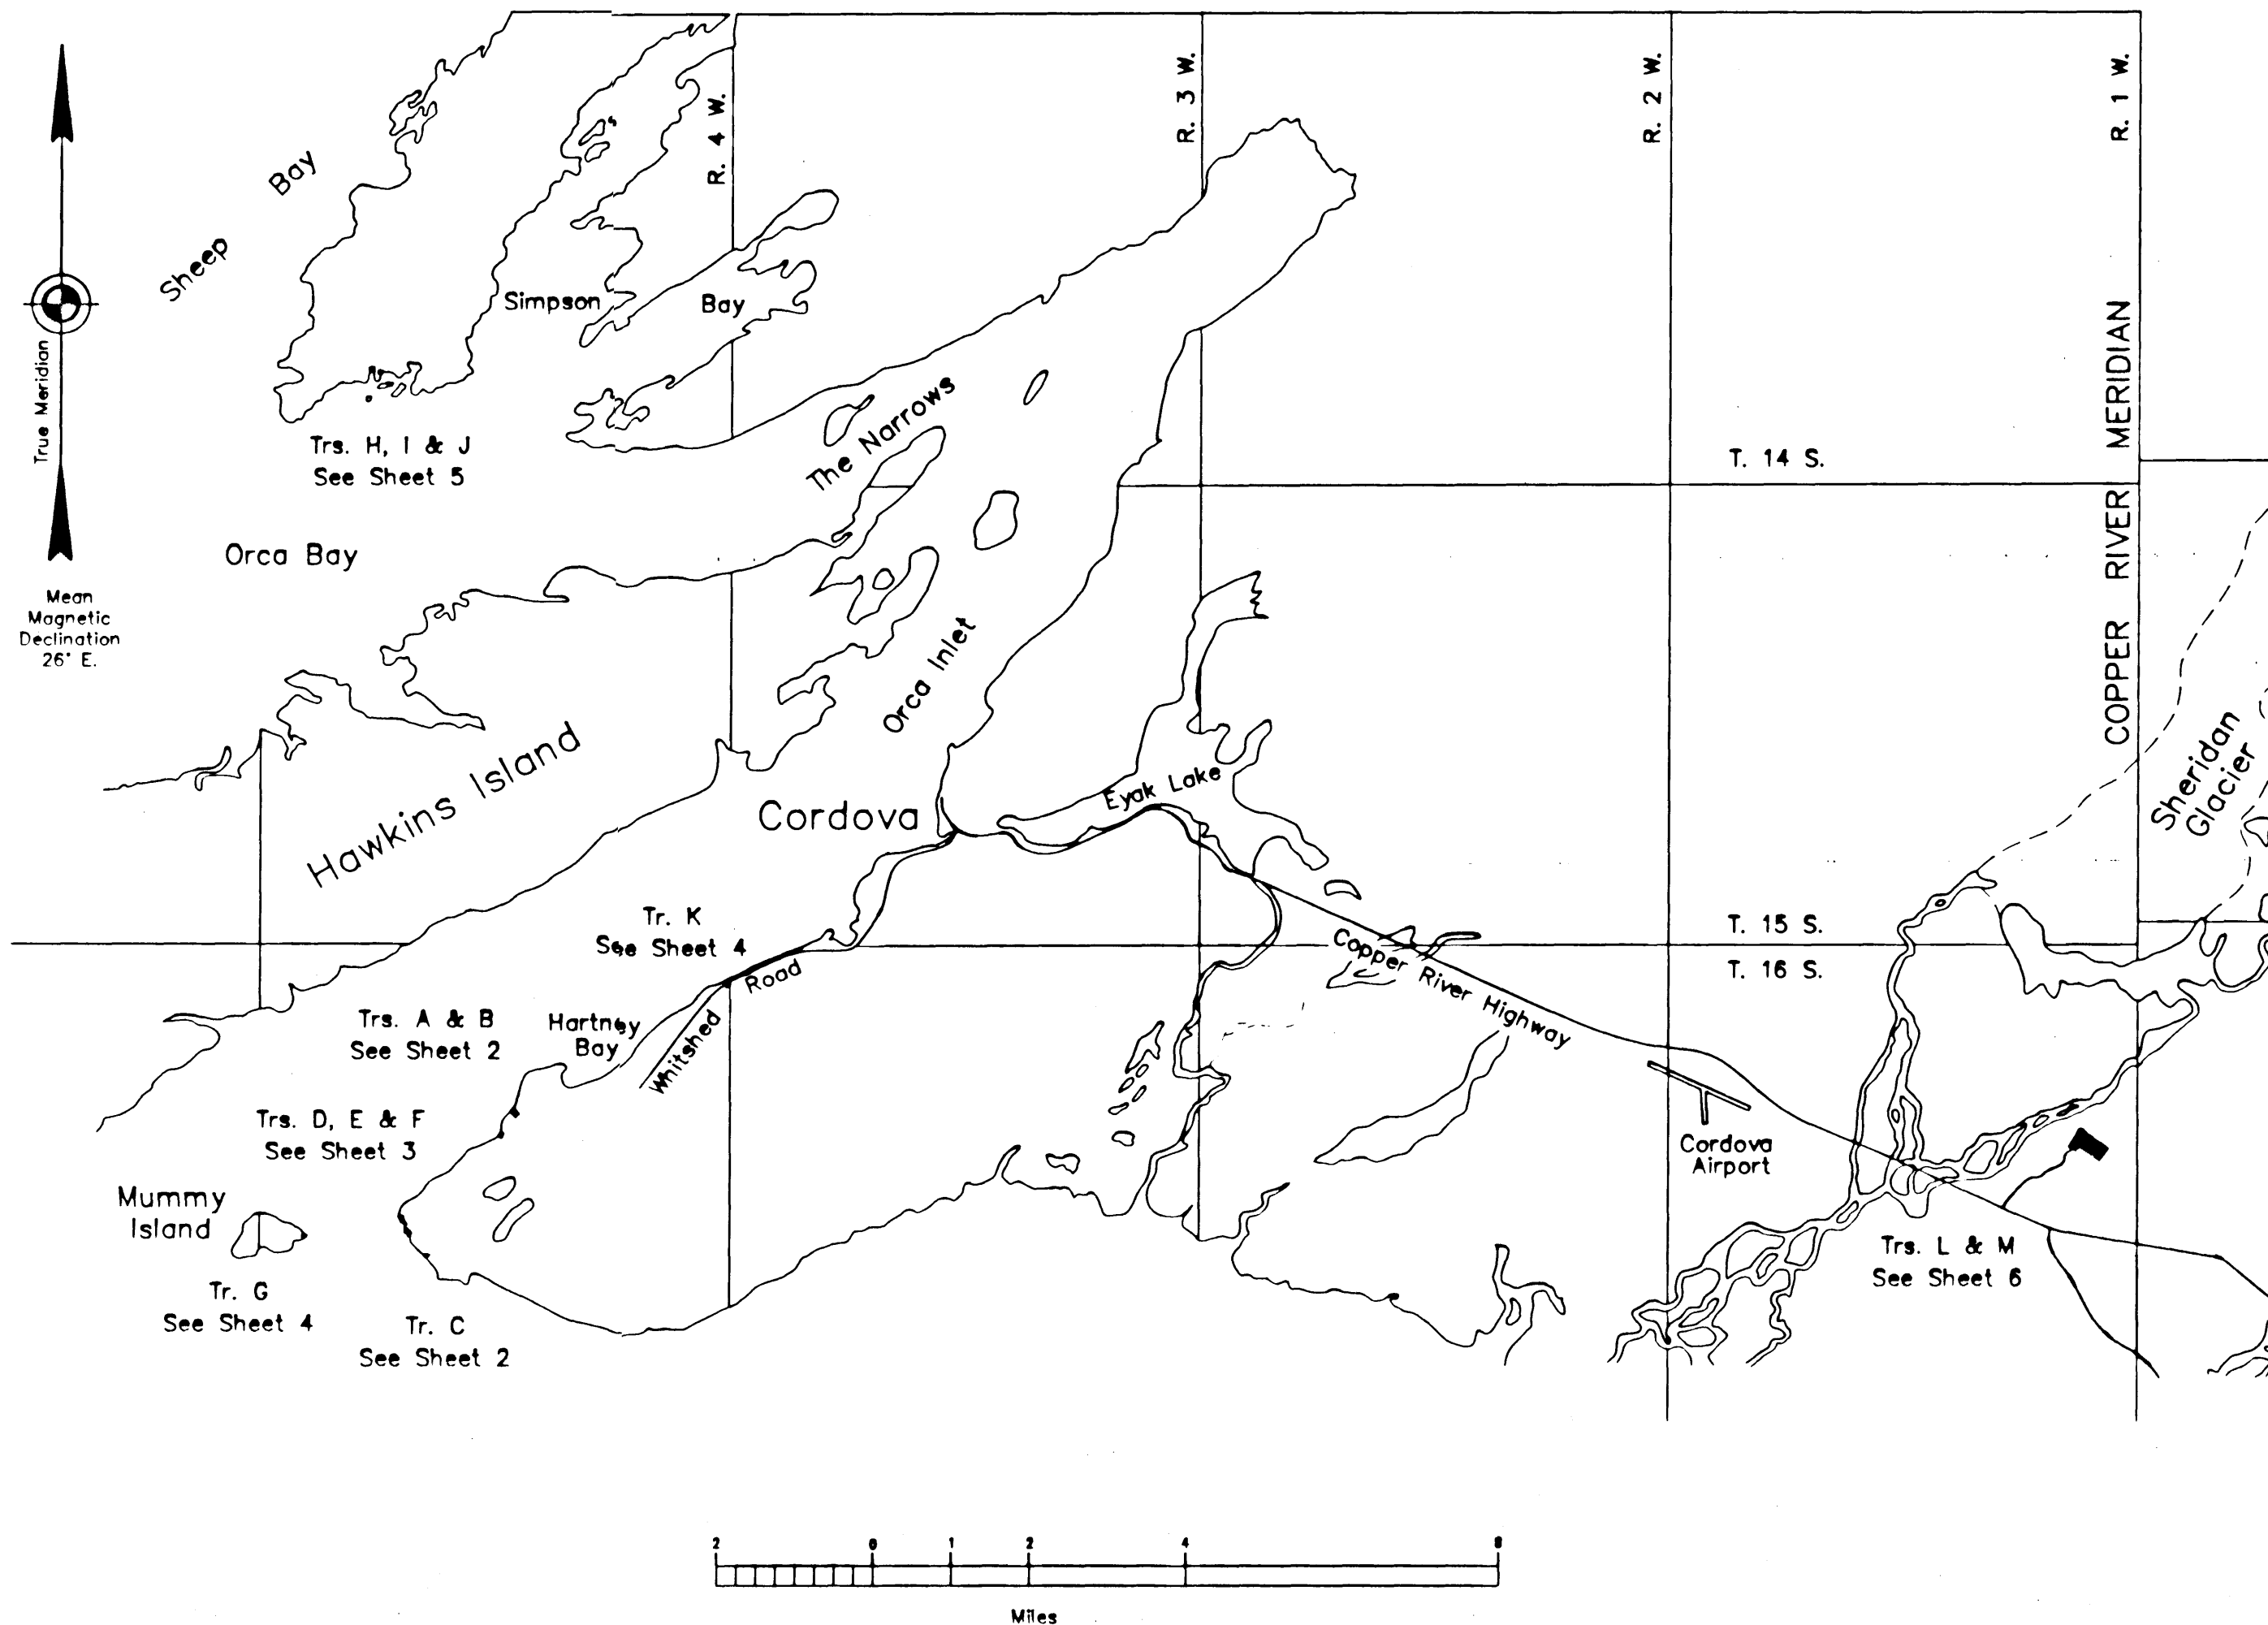 R. 4 W.
R. 3 W.
R. 2 W.
R. 1 W.
Sheep Bay
Simpson Bay
True Meridian
Trs. H, I & J
See Sheet 5
The Narrows
T. 14 S.
COPPER RIVER MERIDIAN
Orca Bay
Mean
Magnetic
Declination
26° E.
Orca Inlet
Hawkins Island
Cordova
Eyak Lake
Sheridan
Glacier
Tr. K
See Sheet 4
T. 15 S.
T. 16 S.
Copper River Highway
Whitshed Road
Hartney
Bay
Trs. A & B
See Sheet 2
Trs. D, E & F
See Sheet 3
Cordova
Airport
Mummy
Island
Tr. G
See Sheet 4
Tr. C
See Sheet 2
Trs. L & M
See Sheet 6
2 0 1 2 4 8
Miles